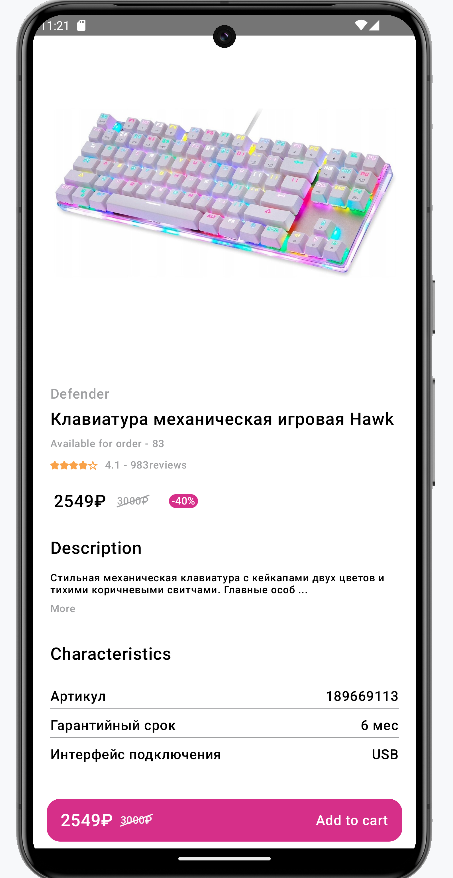 11:21
Defender
Клавиатура механическая игровая Hawk
Available for order - 83
4.1 - 983reviews
2549₽ 3000₽ -40%
Description
Стильная механическая клавиатура с кейкапами двух цветов и
тихими коричневыми свитчами. Главные особ ...
More
Characteristics
Артикул 189669113
Гарантийный срок 6 мес
Интерфейс подключения USB
2549₽ 3000₽ Add to cart